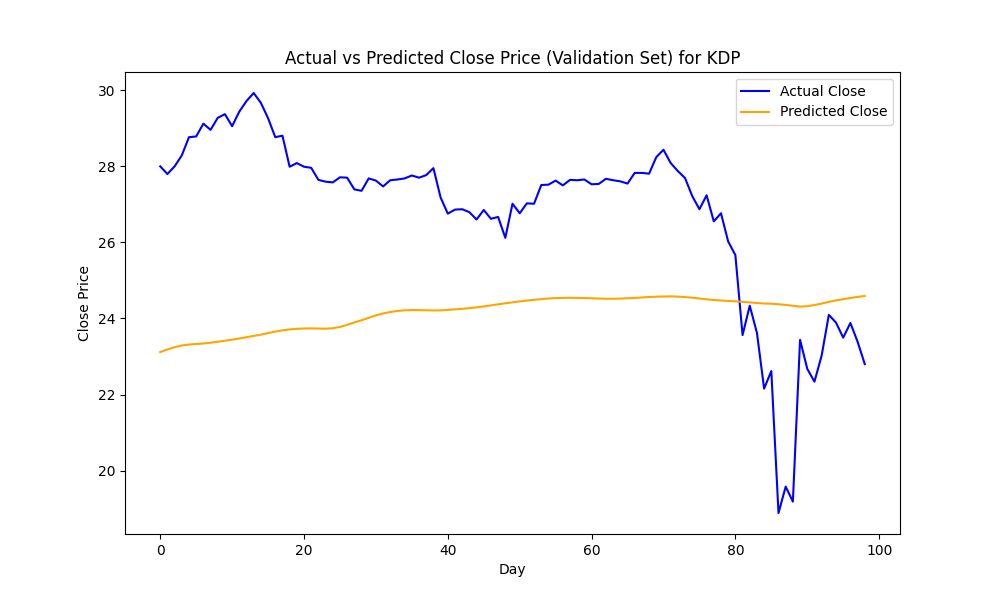 Actual vs Predicted Close Price (Validation Set) for KDP
Actual Close
Predicted Close
Close Price
30
28
26
24
22
20
0 20 40 60 80 100
Day